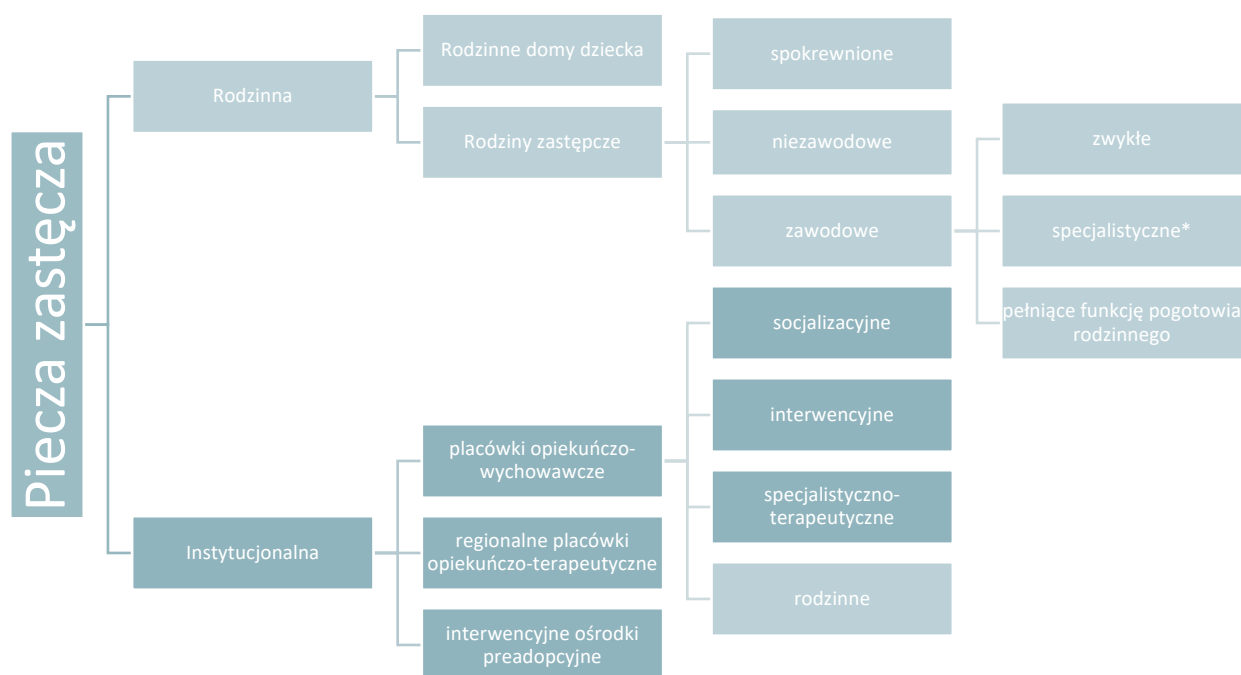 Piecza zastęcza
Rodzinna
Rodzinne domy dziecka
Rodziny zastępcze
spokrewnione
niezawodowe
zawodowe
zwykłe
specjalistyczne*
pełniące funkcję pogotowia
rodzinnego
Instytucjonalna
placówki opiekuńczo-
wychowawcze
regionalne placówki
opiekuńczo-terapeutyczne
interwencyjne ośrodki
preadopcyjne
socjalizacyjne
interwencyjne
specjalistyczno-
terapeutyczne
rodzinne